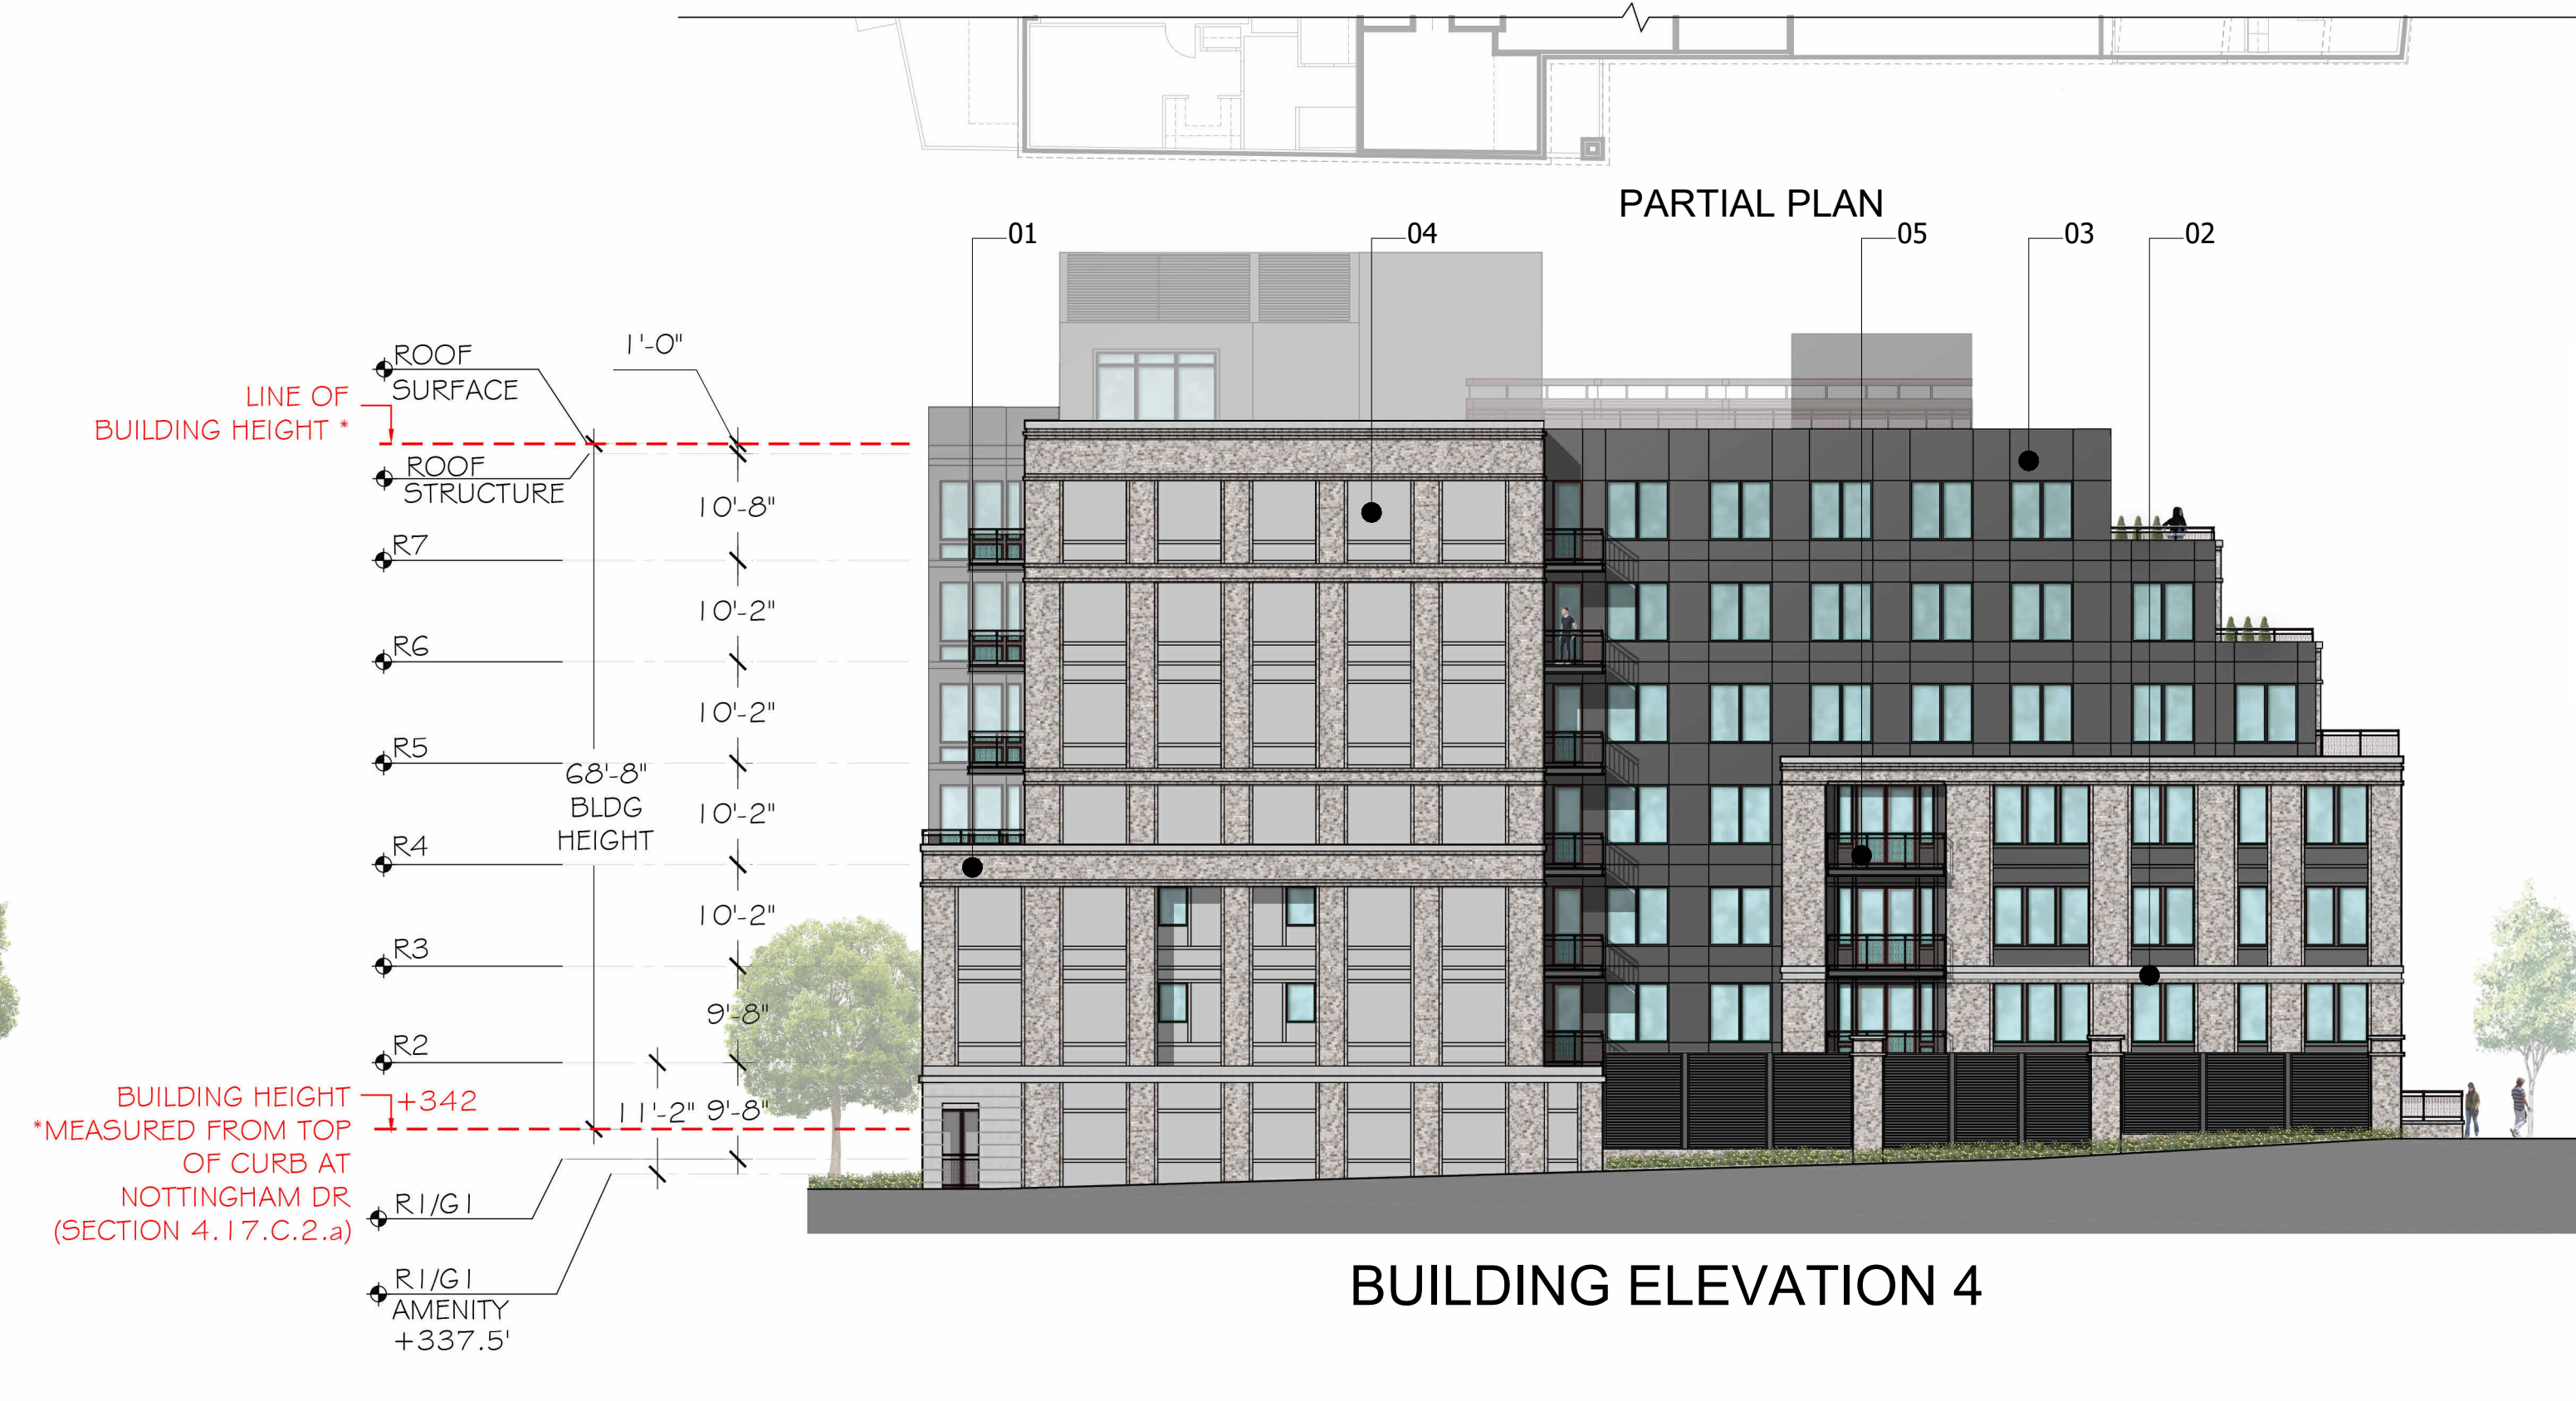 PARTIAL PLAN
01
04
05
03
02
ROOF
SURFACE
1'-0"
LINE OF
BUILDING HEIGHT *
ROOF
STRUCTURE
10'-8"
R7
10'-2"
R6
10'-2"
R5
68'-8"
BLDG
HEIGHT
10'-2"
R4
10'-2"
R3
9'-8"
R2
BUILDING HEIGHT
*MEASURED FROM TOP
OF CURB AT
NOTTINGHAM DR
(SECTION 4.17.C.2.a)
+342
11'-2"
9'-8"
R1/G1
R1/G1
AMENITY
+337.5'
BUILDING ELEVATION 4